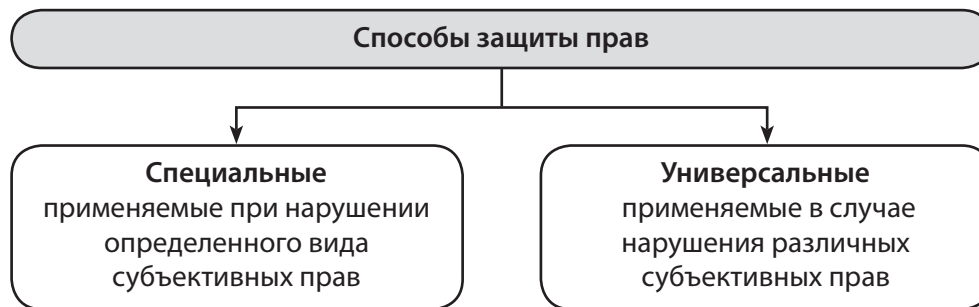 Способы защиты прав
Специальные
применяемые при нарушении
определенного вида
субъективных прав
Универсальные
применяемые в случае
нарушения различных
субъективных прав